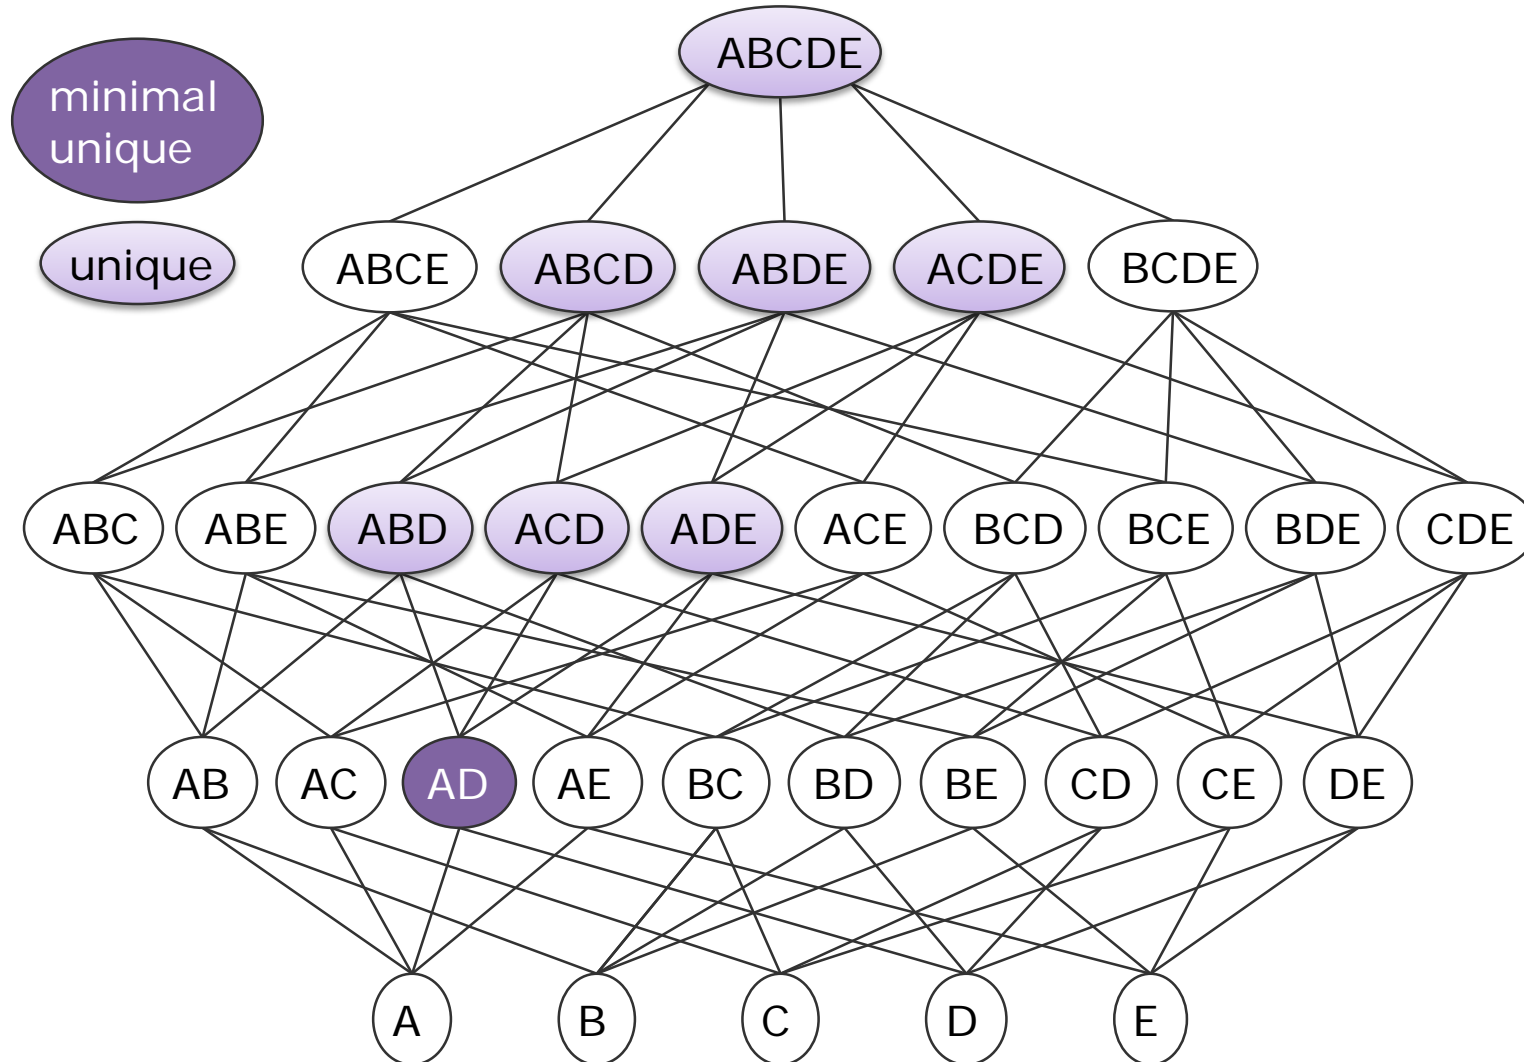 ABCDE
minimal
unique
unique
ABCE ABCD ABDE ACDE BCDE
ABC ABE ABD ACD ADE ACE BCD BCE BDE CDE
AB AC AD AE BC BD BE CD CE DE
A B C D E